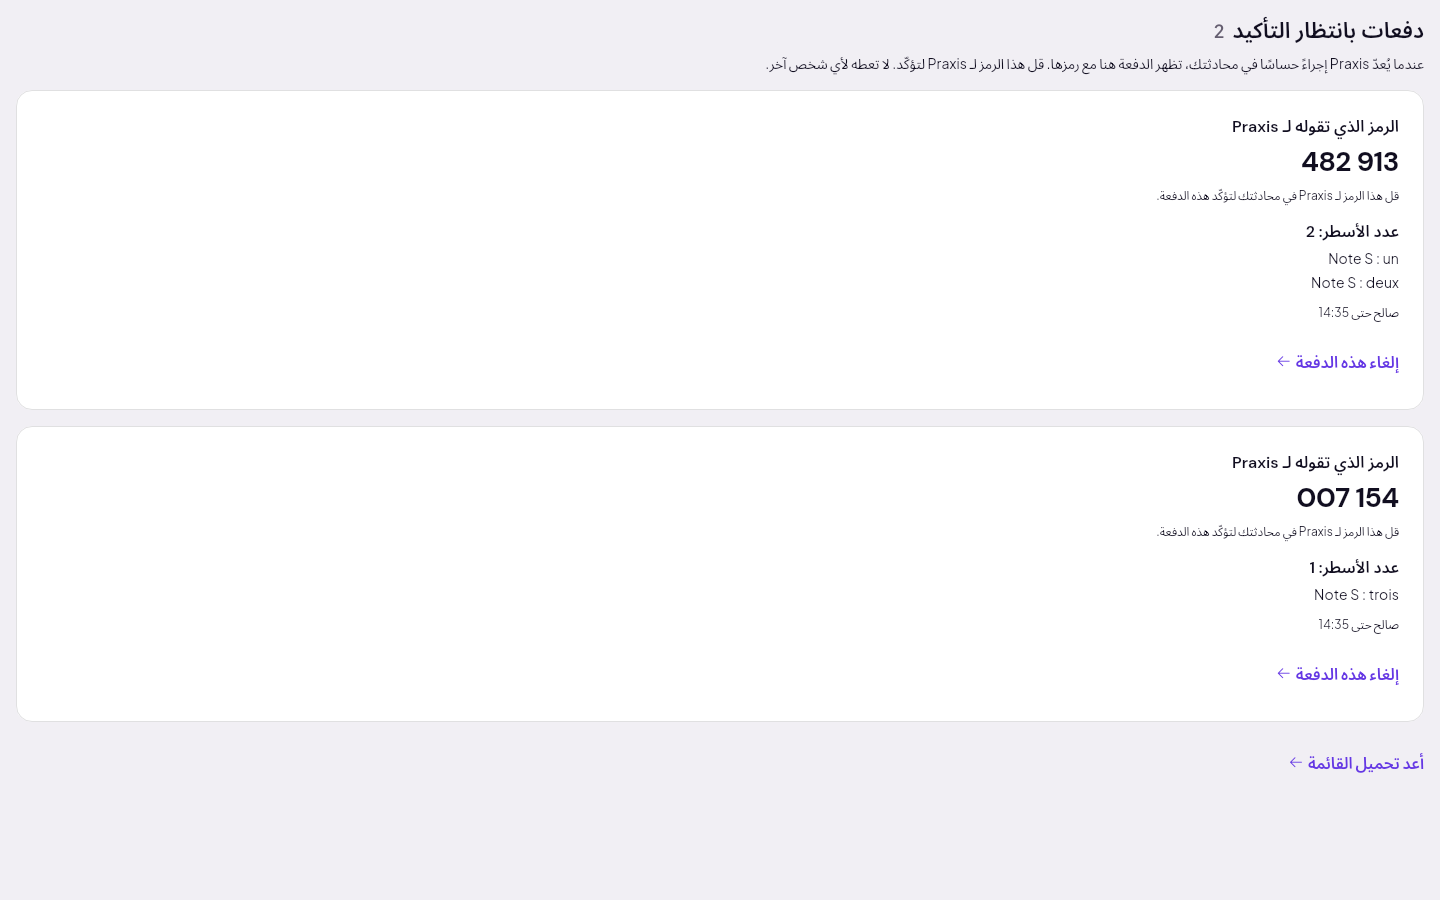 دفعات بانتظار التأكيد 2
عندما يُعدّ Praxis إجراءً حساسًا في محادثتك، تظهر الدفعة هنا مع رمزها. قل هذا الرمز لـ Praxis لتؤكّد. لا تعطه لأي شخص آخر.
الرمز الذي تقوله لـ Praxis
482 913
قل هذا الرمز لـ Praxis في محادثتك لتؤكّد هذه الدفعة.
عدد الأسطر: 2
Note S : un
Note S : deux
صالح حتى 14:35
إلغاء هذه الدفعة ←
الرمز الذي تقوله لـ Praxis
007 154
قل هذا الرمز لـ Praxis في محادثتك لتؤكّد هذه الدفعة.
عدد الأسطر: 1
Note S : trois
صالح حتى 14:35
إلغاء هذه الدفعة ←
أعد تحميل القائمة ←